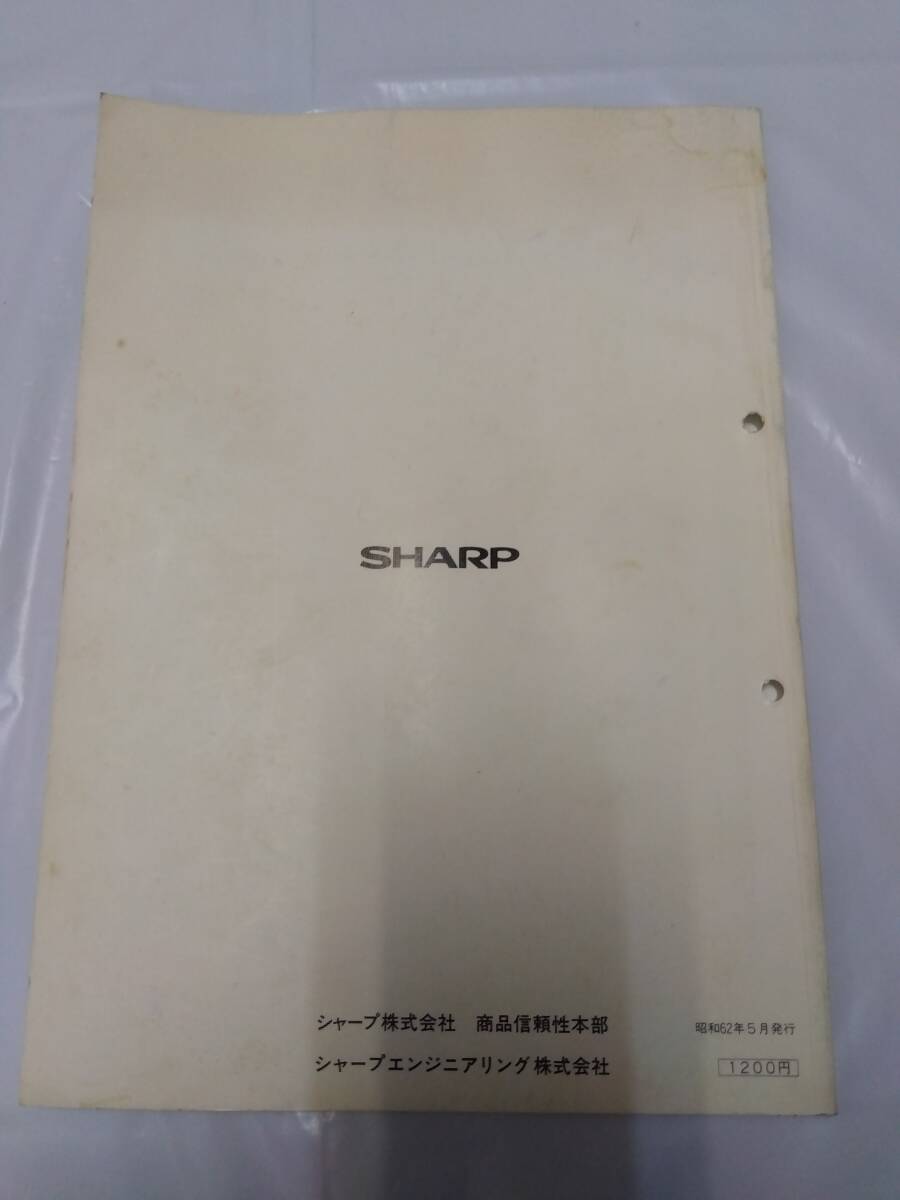 SHARP
シャープ株式会社 商品信頼性本部
シャープエンジニアリング株式会社
昭和62年5月発行
1200円